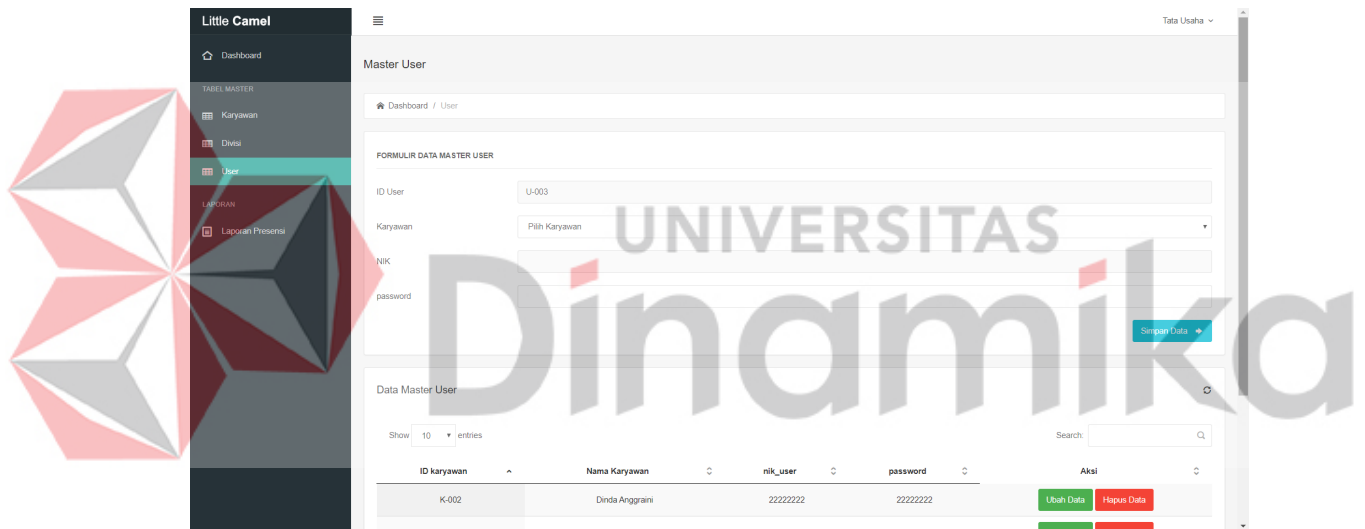 Little Camel
Tata Usaha
Dashboard
Master User
TABEL MASTER
Dashboard / User
Karyawan
Divisi
FORMULIR DATA MASTER USER
User
ID User U-003
LAPORAN
Karyawan Pilih Karyawan
Laporan Presensi
NIK
password
Simpan Data
UNIVERSITAS
Dinamika
Data Master User
Show 10 entries Search:
ID karyawan Nama Karyawan nik_user password Aksi
K-002 Dinda Anggraini 22222222 22222222 Ubah Data Hapus Data